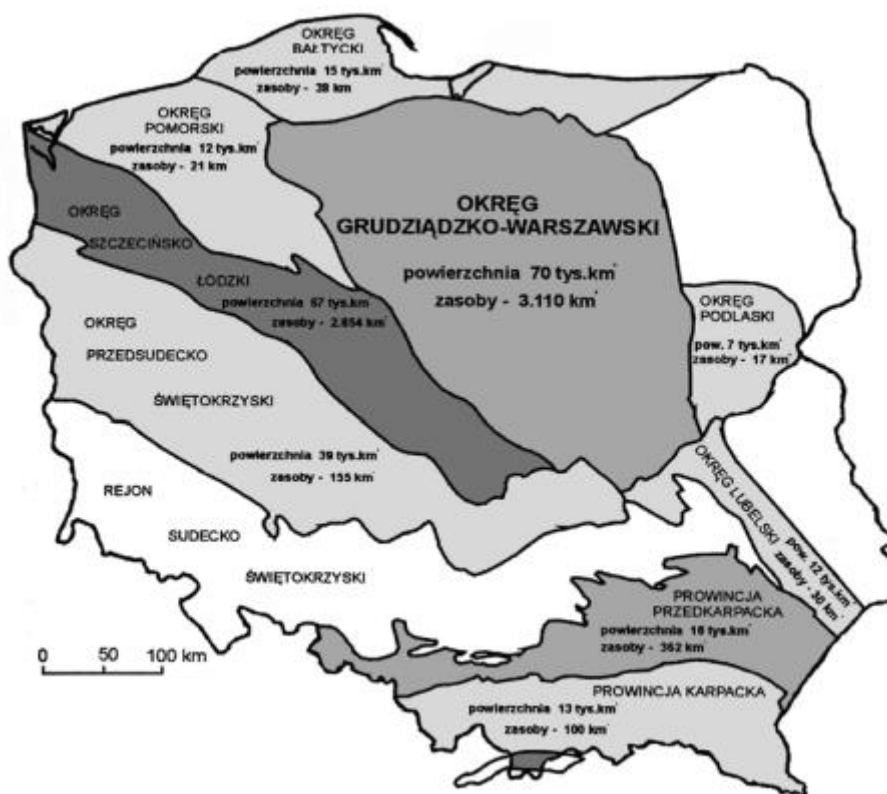 OKRĘG
BAŁTYCKI
powierzchnia 15 tys.km
zasoby - 38 km
OKRĘG
POMORSKI
powierzchnia 12 tys.km
zasoby - 21 km
OKRĘG
SZCZECIŃSKO
ŁÓDZKI
powierzchnia 67 tys.km
zasoby - 2.854 km
OKRĘG
GRUDZIĄDZKO-WARSZAWSKI
powierzchnia 70 tys.km
zasoby - 3.110 km
OKRĘG
PODLASKI
pow. 7 tys.km
zasoby - 17 km
OKRĘG
PRZEDSUDECKO
ŚWIĘTOKRZYSKI
powierzchnia 39 tys.km
zasoby - 155 km
OKRĘG LUBELSKI
pow. 12 tys.km
zasoby - 30 km
REJON
SUDECKO
ŚWIĘTOKRZYSKI
PROWINCJA
PRZEDKARPACKA
powierzchnia 16 tys.km
zasoby - 362 km
PROWINCJA KARPACKA
powierzchnia 13 tys.km
zasoby - 100 km
0 50 100 km